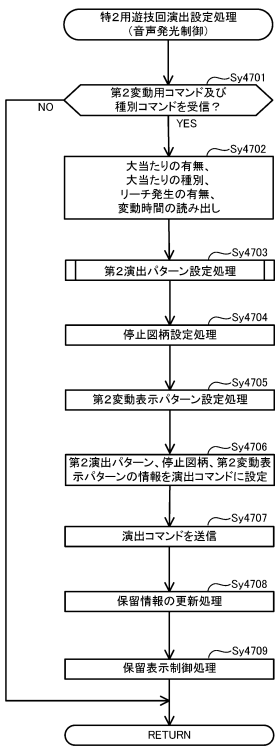 特2用遊技回演出設定処理
（音声発光制御）
Sy4701
第2変動用コマンド及び
種別コマンドを受信？
NO
YES
Sy4702
大当たりの有無、
大当たりの種別、
リーチ発生の有無、
変動時間の読み出し
Sy4703
第2演出パターン設定処理
Sy4704
停止図柄設定処理
Sy4705
第2変動表示パターン設定処理
Sy4706
第2演出パターン、停止図柄、第2変動表
示パターンの情報を演出コマンドに設定
Sy4707
演出コマンドを送信
Sy4708
保留情報の更新処理
Sy4709
保留表示制御処理
RETURN